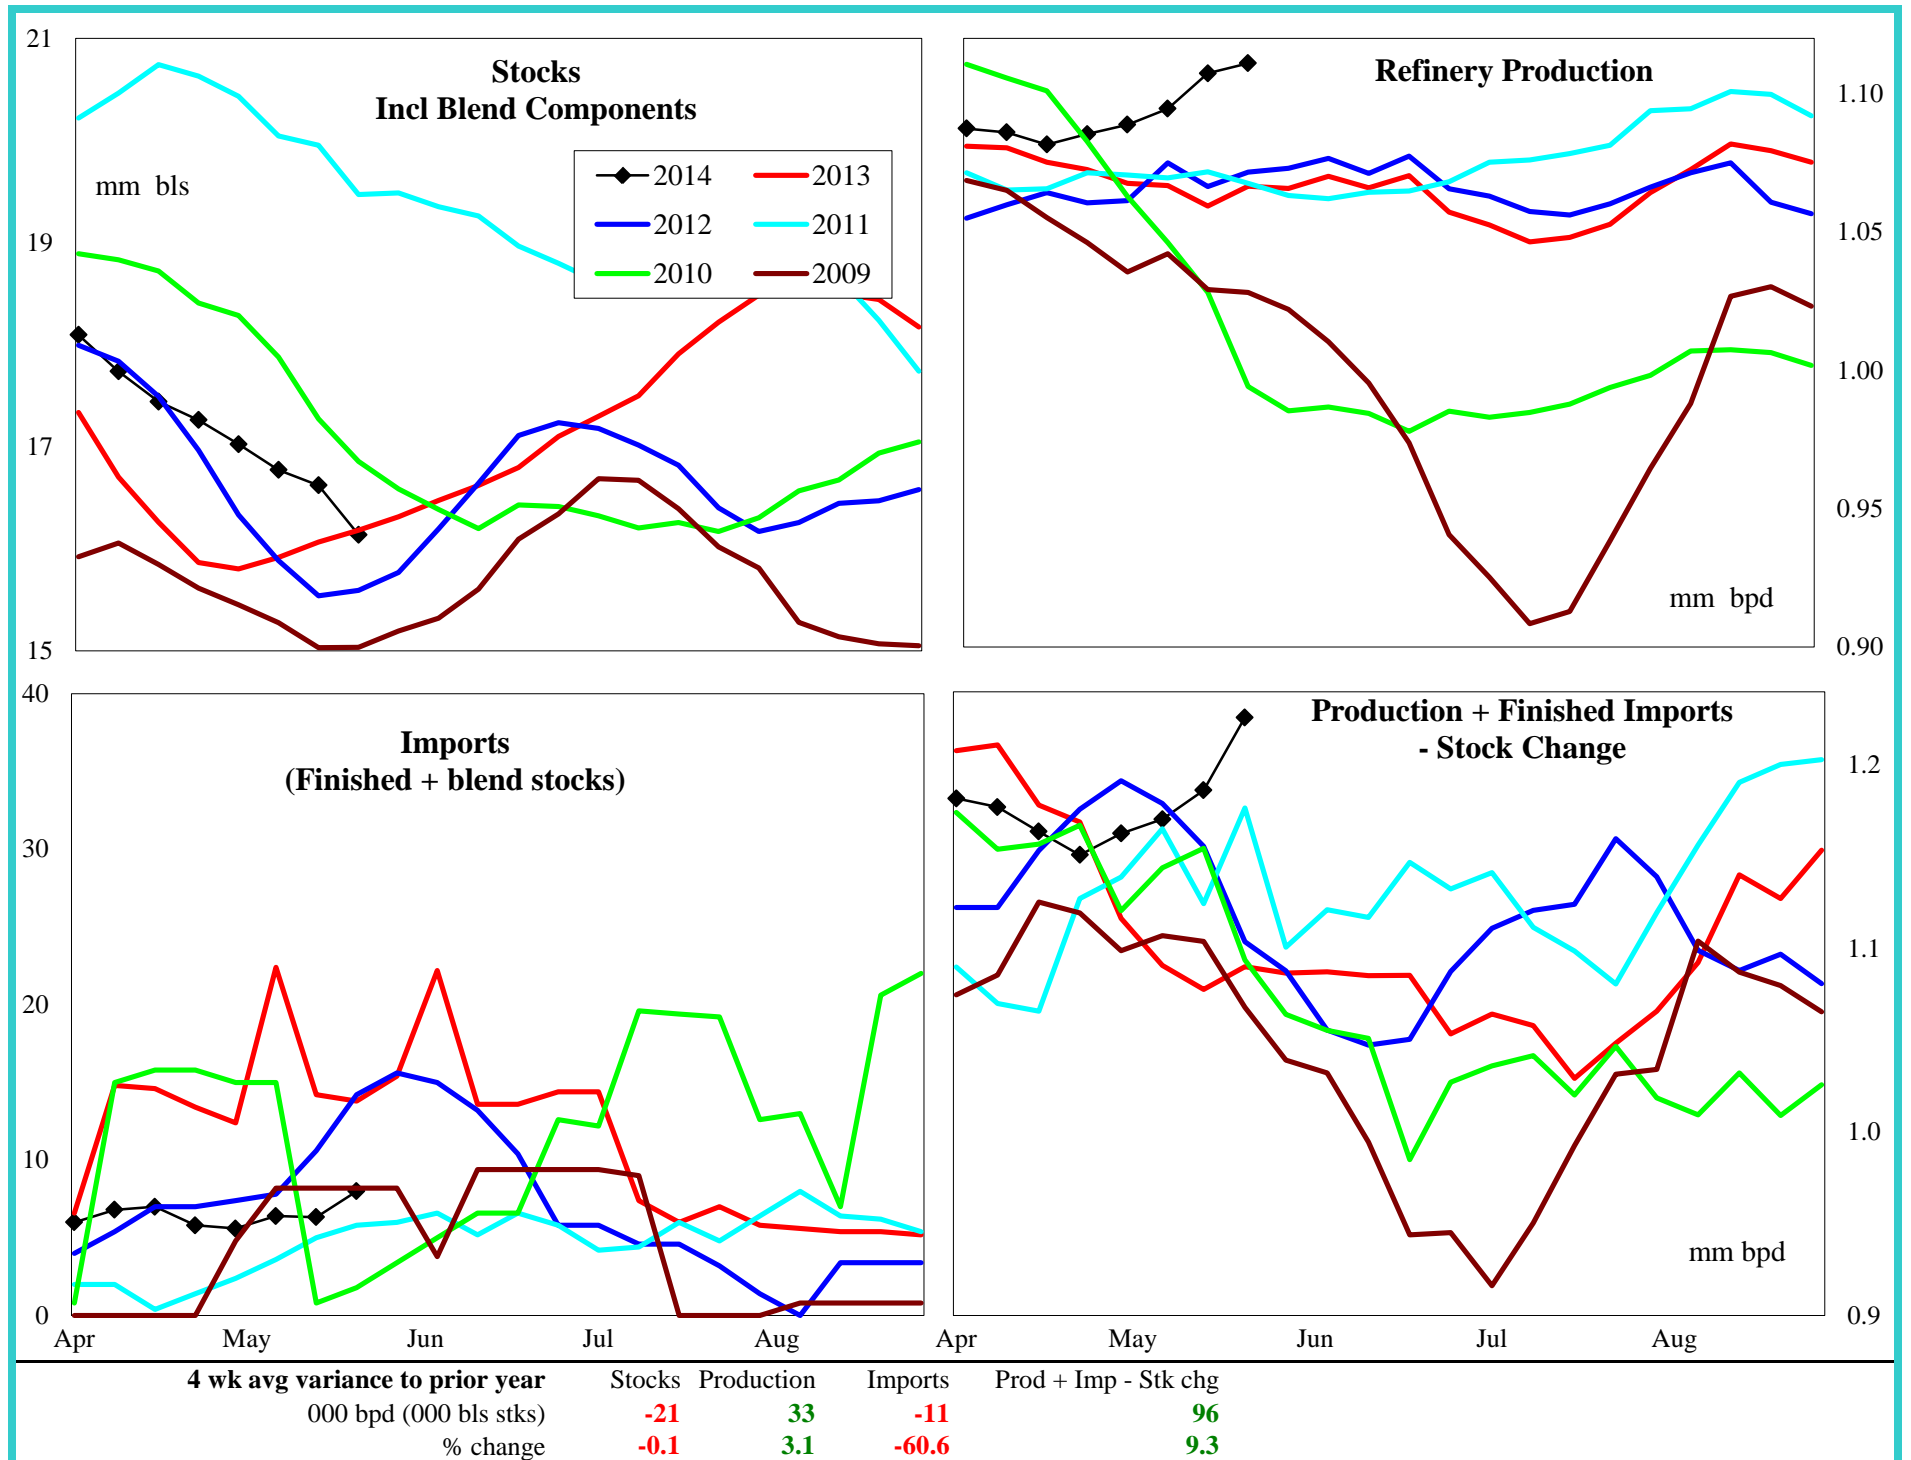 Stocks
Incl Blend Components
mm bls
21
19
17
15
2014 2013
2012 2011
2010 2009
Refinery Production
1.10
1.05
1.00
0.95
0.90
mm bpd
Imports
(Finished + blend stocks)
40
30
20
10
0
Apr May Jun Jul Aug
Production + Finished Imports
- Stock Change
1.2
1.1
1.0
0.9
mm bpd
Apr May Jun Jul Aug
4 wk avg variance to prior year Stocks Production Imports Prod + Imp - Stk chg
000 bpd (000 bls stks) -21 33 -11 96
% change -0.1 3.1 -60.6 9.3